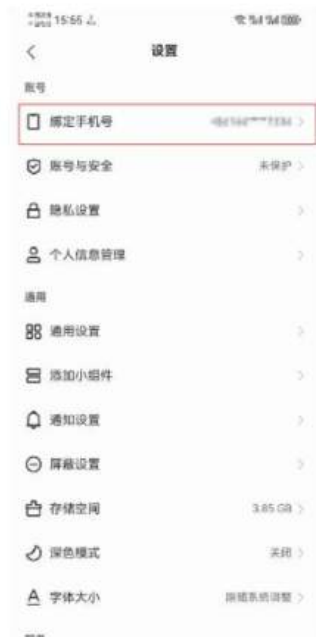 15:55
设置
账号
绑定手机号
账号与安全 未保护
隐私设置
个人信息管理
通用
通用设置
添加小组件
通知设置
屏蔽设置
存储空间 3.85 GB
深色模式 关闭
字体大小 跟随系统调整